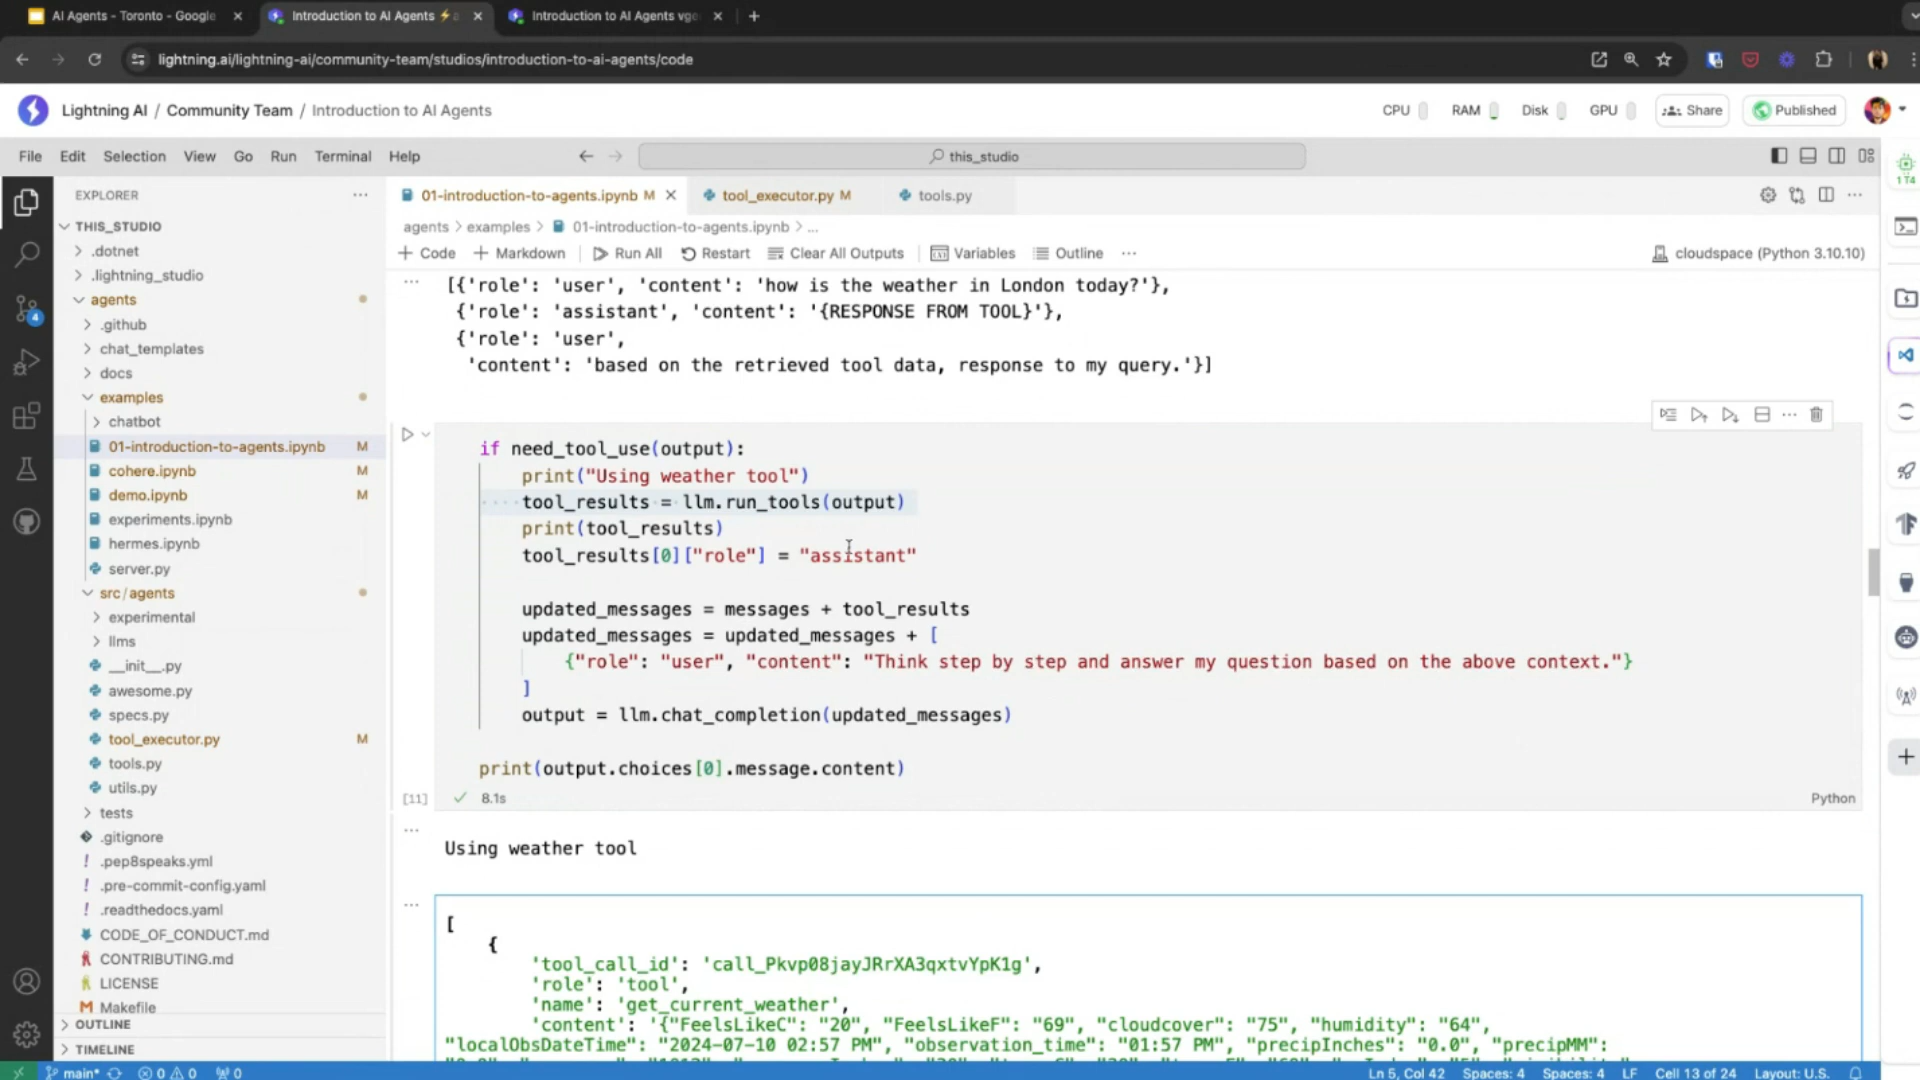 AI Agents - Toronto - Google
Introduction to AI Agents ⚡
Introduction to AI Agents vge
lightning.ai/lightning-ai/community-team/studios/introduction-to-ai-agents/code
Lightning AI / Community Team / Introduction to AI Agents
CPU RAM Disk GPU Share Published
File Edit Selection View Go Run Terminal Help
this_studio
1 T4
EXPLORER
THIS_STUDIO
.dotnet
.lightning_studio
agents
.github
chat_templates
docs
examples
chatbot
01-introduction-to-agents.ipynb M
cohere.ipynb M
demo.ipynb M
experiments.ipynb
hermes.ipynb
server.py
src/agents
experimental
llms
__init__.py
awesome.py
specs.py
tool_executor.py M
tools.py
utils.py
tests
.gitignore
.pep8speaks.yml
.pre-commit-config.yaml
.readthedocs.yaml
CODE_OF_CONDUCT.md
CONTRIBUTING.md
LICENSE
Makefile
OUTLINE
TIMELINE
4
01-introduction-to-agents.ipynb M
tool_executor.py M
tools.py
agents > examples > 01-introduction-to-agents.ipynb > ...
+ Code + Markdown Run All Restart Clear All Outputs Variables Outline ...
cloudspace (Python 3.10.10)
[{'role': 'user', 'content': 'how is the weather in London today?'},
{'role': 'assistant', 'content': '{RESPONSE FROM TOOL}'},
{'role': 'user',
'content': 'based on the retrieved tool data, response to my query.'}]
if need_tool_use(output):
print("Using weather tool")
tool_results = llm.run_tools(output)
print(tool_results)
tool_results[0]["role"] = "assistant"
updated_messages = messages + tool_results
updated_messages = updated_messages + [
{"role": "user", "content": "Think step by step and answer my question based on the above context."}
]
output = llm.chat_completion(updated_messages)
print(output.choices[0].message.content)
[11] 8.1s Python
Using weather tool
[
{
'tool_call_id': 'call_Pkvp08jayJRrXA3qxtvYpK1g',
'role': 'tool',
'name': 'get_current_weather',
'content': '{"FeelsLikeC": "20", "FeelsLikeF": "69", "cloudcover": "75", "humidity": "64",
"localObsDateTime": "2024-07-10 02:57 PM", "observation_time": "01:57 PM", "precipInches": "0.0", "precipMM":
main* 0 0 0
Ln 5, Col 42 Spaces: 4 Spaces: 4 LF Cell 13 of 24 Layout: U.S.